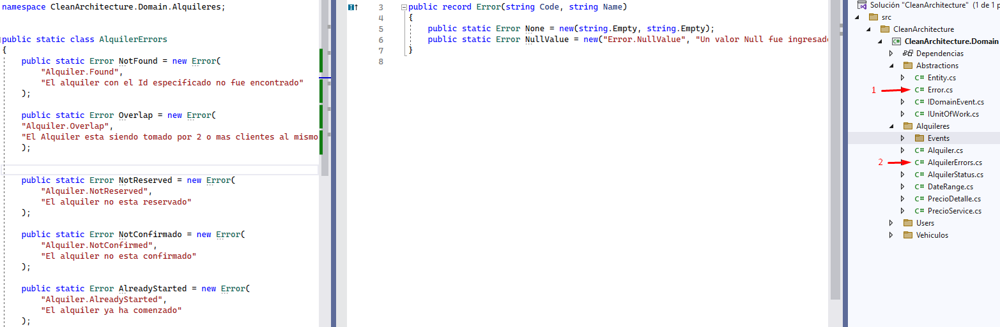 namespace CleanArchitecture.Domain.Alquileres;
public static class AlquilerErrors
{
public static Error NotFound = new Error(
"Alquiler.Found",
"El alquiler con el Id especificado no fue encontrado"
);
public static Error Overlap = new Error(
"Alquiler.Overlap",
"El Alquiler esta siendo tomado por 2 o mas clientes al mismo
);
public static Error NotReserved = new Error(
"Alquiler.NotReserved",
"El alquiler no esta reservado"
);
public static Error NotConfirmado = new Error(
"Alquiler.NotConfirmed",
"El alquiler no esta confirmado"
);
public static Error AlreadyStarted = new Error(
"Alquiler.AlreadyStarted",
"El alquiler ya ha comenzado"
);
3 public record Error(string Code, string Name)
4 {
5 public static Error None = new(string.Empty, string.Empty);
6 public static Error NullValue = new("Error.NullValue", "Un valor Null fue ingresad
7 }
8
Solución "CleanArchitecture" (1 de 1 p
src
CleanArchitecture
C# CleanArchitecture.Domain
Dependencias
Abstractions
C# Entity.cs
1 C# Error.cs
C# IDomainEvent.cs
C# IUnitOfWork.cs
Alquileres
Events
C# Alquiler.cs
2 C# AlquilerErrors.cs
C# AlquilerStatus.cs
C# DateRange.cs
C# PrecioDetalle.cs
C# PrecioService.cs
Users
Vehiculos